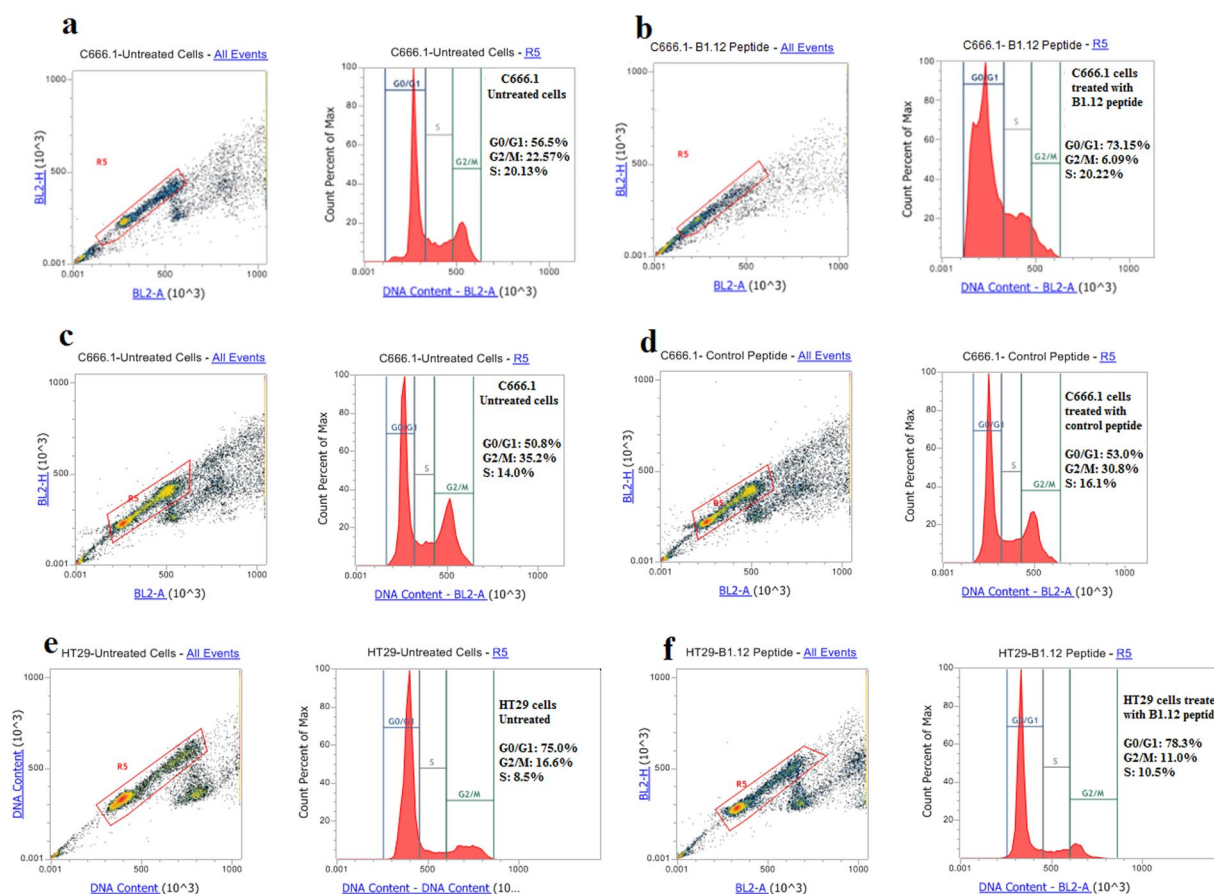 a
C666.1-Untreated Cells - All Events
1000
500
0.001
BL2-H (10^3)
R5
0.001
500
1000
BL2-A (10^3)
C666.1-Untreated Cells - R5
100
80
60
40
20
Count Percent of Max
G0/G1
S
G2/M
C666.1
Untreated cells
G0/G1: 56.5%
G2/M: 22.57%
S: 20.13%
0.001
500
1000
DNA Content - BL2-A (10^3)
b
C666.1- B1.12 Peptide - All Events
1000
500
0.001
BL2-H (10^3)
R5
0.001
500
1000
BL2-A (10^3)
C666.1- B1.12 Peptide - R5
100
80
60
40
20
Count Percent of Max
G0/G1
S
G2/M
C666.1 cells
treated with
B1.12 peptide
G0/G1: 73.15%
G2/M: 6.09%
S: 20.22%
0.001
500
1000
DNA Content - BL2-A (10^3)
c
C666.1-Untreated Cells - All Events
1000
500
0.001
BL2-H (10^3)
R5
0.001
500
1000
BL2-A (10^3)
C666.1-Untreated Cells - R5
100
80
60
40
20
Count Percent of Max
G0/G1
S
G2/M
C666.1
Untreated cells
G0/G1: 50.8%
G2/M: 35.2%
S: 14.0%
0.001
500
1000
DNA Content - BL2-A (10^3)
d
C666.1- Control Peptide - All Events
1000
500
0.001
BL2-H (10^3)
R5
0.001
500
1000
BL2-A (10^3)
C666.1- Control Peptide - R5
100
80
60
40
20
Count Percent of Max
G0/G1
S
G2/M
C666.1 cells
treated with
control peptide
G0/G1: 53.0%
G2/M: 30.8%
S: 16.1%
0.001
500
1000
DNA Content - BL2-A (10^3)
e
HT29-Untreated Cells - All Events
1000
500
0.001
DNA Content (10^3)
R5
0.001
500
1000
DNA Content (10^3)
HT29-Untreated Cells - R5
100
80
60
40
20
Count Percent of Max
G0/G1
S
G2/M
HT29 cells
Untreated
G0/G1: 75.0%
G2/M: 16.6%
S: 8.5%
0.001
500
1000
DNA Content - DNA Content (10...
f
HT29-B1.12 Peptide - All Events
1000
500
0.001
BL2-H (10^3)
R5
0.001
500
1000
BL2-A (10^3)
HT29-B1.12 Peptide - R5
100
80
60
40
20
Count Percent of Max
G0/G1
S
G2/M
HT29 cells treate
with B1.12 peptid
G0/G1: 78.3%
G2/M: 11.0%
S: 10.5%
0.001
500
1000
DNA Content - BL2-A (10^3)